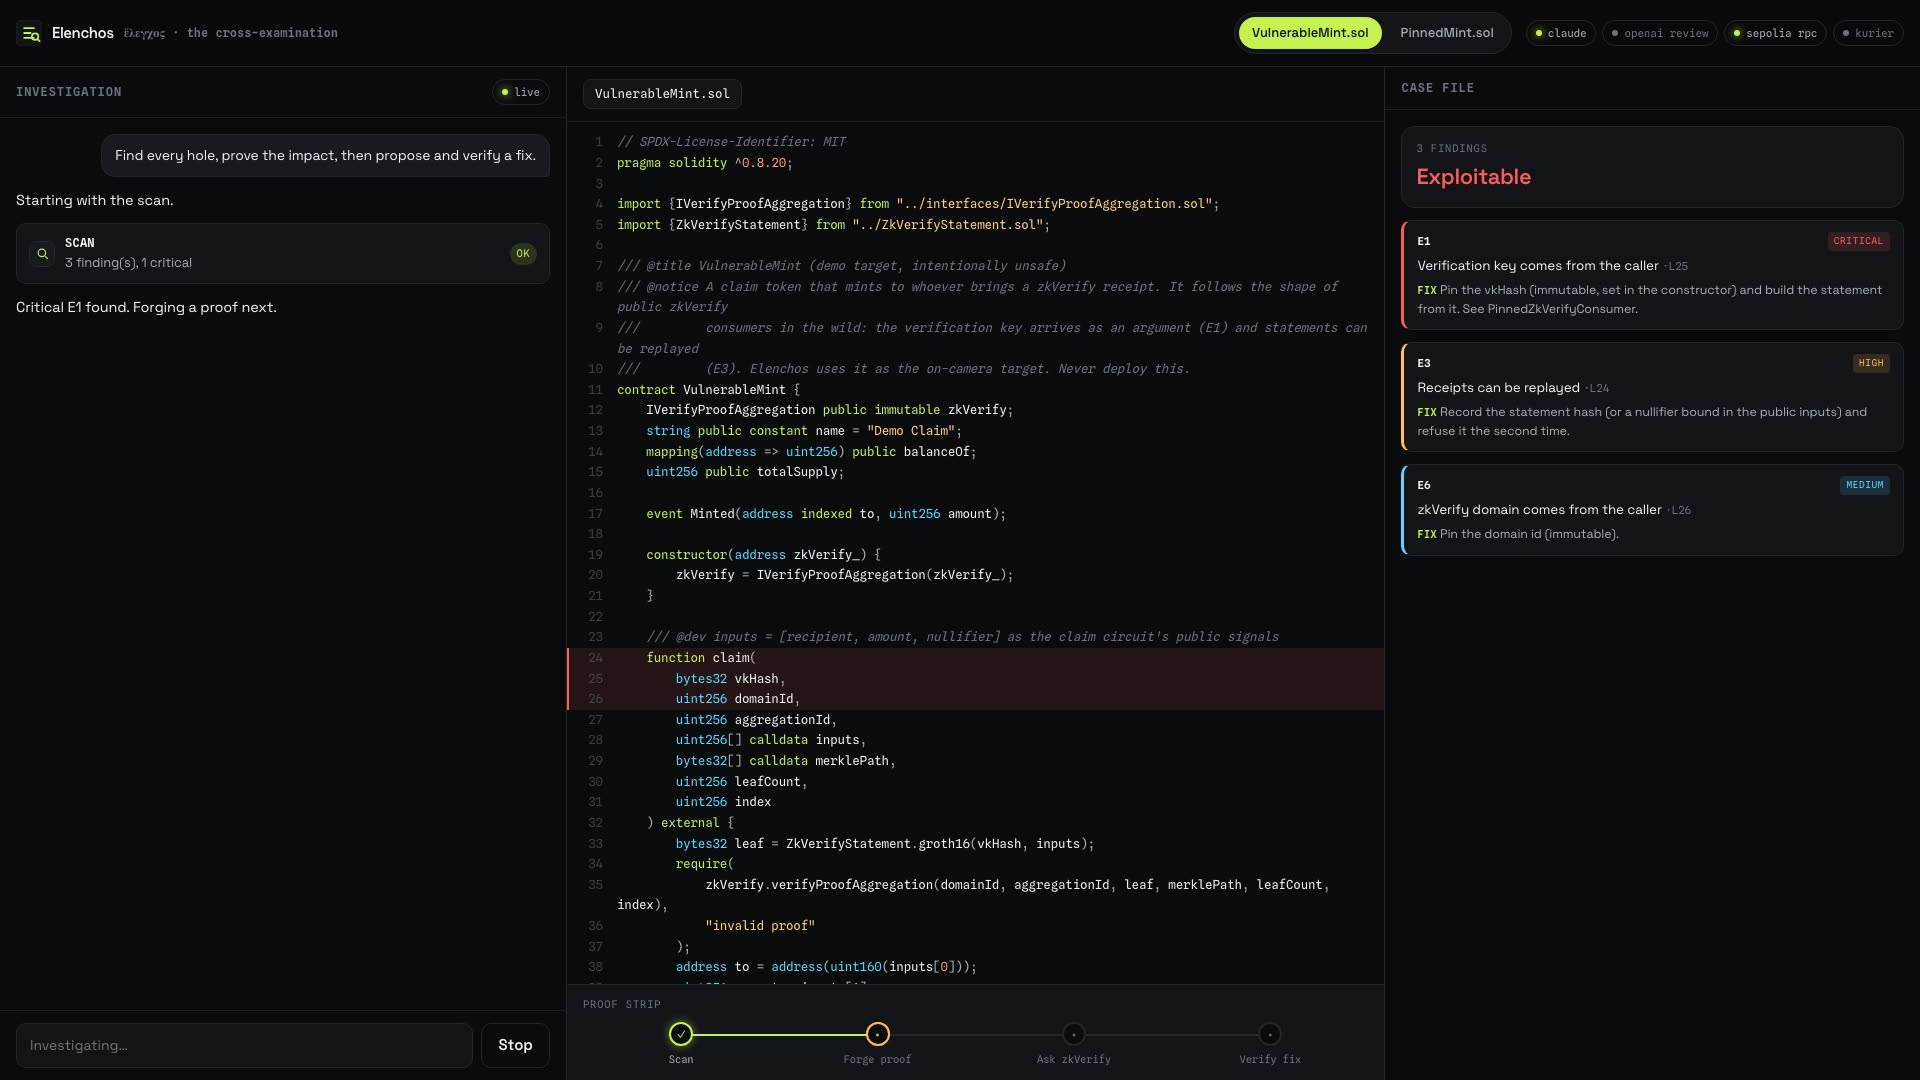 Elenchos ἔλεγχος · the cross-examination
VulnerableMint.sol PinnedMint.sol
claude openai review sepolia rpc kurier
INVESTIGATION
live
Find every hole, prove the impact, then propose and verify a fix.
Starting with the scan.
SCAN
3 finding(s), 1 critical
OK
Critical E1 found. Forging a proof next.
Investigating…
Stop
VulnerableMint.sol
1 // SPDX-License-Identifier: MIT
2 pragma solidity ^0.8.20;
3
4 import {IVerifyProofAggregation} from "../interfaces/IVerifyProofAggregation.sol";
5 import {ZkVerifyStatement} from "../ZkVerifyStatement.sol";
6
7 /// @title VulnerableMint (demo target, intentionally unsafe)
8 /// @notice A claim token that mints to whoever brings a zkVerify receipt. It follows the shape of
public zkVerify
9 ///         consumers in the wild: the verification key arrives as an argument (E1) and statements can
be replayed
10 ///         (E3). Elenchos uses it as the on-camera target. Never deploy this.
11 contract VulnerableMint {
12     IVerifyProofAggregation public immutable zkVerify;
13     string public constant name = "Demo Claim";
14     mapping(address => uint256) public balanceOf;
15     uint256 public totalSupply;
16
17     event Minted(address indexed to, uint256 amount);
18
19     constructor(address zkVerify_) {
20         zkVerify = IVerifyProofAggregation(zkVerify_);
21     }
22
23     /// @dev inputs = [recipient, amount, nullifier] as the claim circuit's public signals
24     function claim(
25         bytes32 vkHash,
26         uint256 domainId,
27         uint256 aggregationId,
28         uint256[] calldata inputs,
29         bytes32[] calldata merklePath,
30         uint256 leafCount,
31         uint256 index
32     ) external {
33         bytes32 leaf = ZkVerifyStatement.groth16(vkHash, inputs);
34         require(
35             zkVerify.verifyProofAggregation(domainId, aggregationId, leaf, merklePath, leafCount,
index),
36             "invalid proof"
37         );
38         address to = address(uint160(inputs[0]));
PROOF STRIP
Scan
Forge proof
Ask zkVerify
Verify fix
CASE FILE
3 FINDINGS
Exploitable
E1 CRITICAL
Verification key comes from the caller ·L25
FIX Pin the vkHash (immutable, set in the constructor) and build the statement
from it. See PinnedZkVerifyConsumer.
E3 HIGH
Receipts can be replayed ·L24
FIX Record the statement hash (or a nullifier bound in the public inputs) and
refuse it the second time.
E6 MEDIUM
zkVerify domain comes from the caller ·L26
FIX Pin the domain id (immutable).